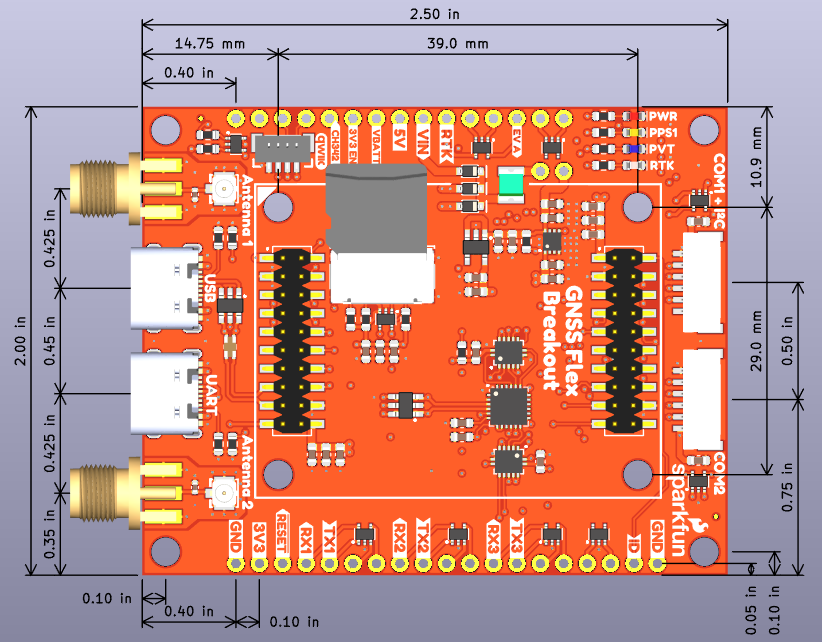 2.50 in
14.75 mm
39.0 mm
0.40 in
PWR
PPS1
PVT
RTK
QWIIC
3V3 EN
VBATT
5V
VIN
RTK
EVA
10.9 mm
COM1 + I²C
Antenna 1
0.425 in
USB
GNSS Flex
Breakout
2.00 in
0.45 in
29.0 mm
0.50 in
UART
0.425 in
Antenna 2
COM2
sparkfun
0.75 in
0.35 in
GND
3V3
RESET
RX1
TX1
RX2
TX2
RX3
TX3
ID
GND
0.10 in
0.40 in
0.10 in
0.05 in
0.10 in